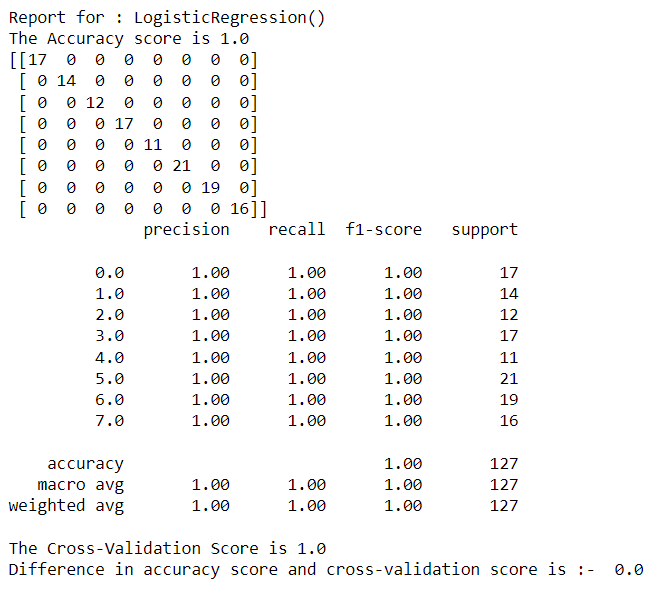 Report for : LogisticRegression()
The Accuracy score is 1.0
[[17  0  0  0  0  0  0  0]
 [ 0 14  0  0  0  0  0  0]
 [ 0  0 12  0  0  0  0  0]
 [ 0  0  0 17  0  0  0  0]
 [ 0  0  0  0 11  0  0  0]
 [ 0  0  0  0  0 21  0  0]
 [ 0  0  0  0  0  0 19  0]
 [ 0  0  0  0  0  0  0 16]]
              precision    recall  f1-score   support

         0.0       1.00      1.00      1.00        17
         1.0       1.00      1.00      1.00        14
         2.0       1.00      1.00      1.00        12
         3.0       1.00      1.00      1.00        17
         4.0       1.00      1.00      1.00        11
         5.0       1.00      1.00      1.00        21
         6.0       1.00      1.00      1.00        19
         7.0       1.00      1.00      1.00        16

    accuracy                           1.00       127
   macro avg       1.00      1.00      1.00       127
weighted avg       1.00      1.00      1.00       127

The Cross-Validation Score is 1.0
Difference in accuracy score and cross-validation score is :-  0.0